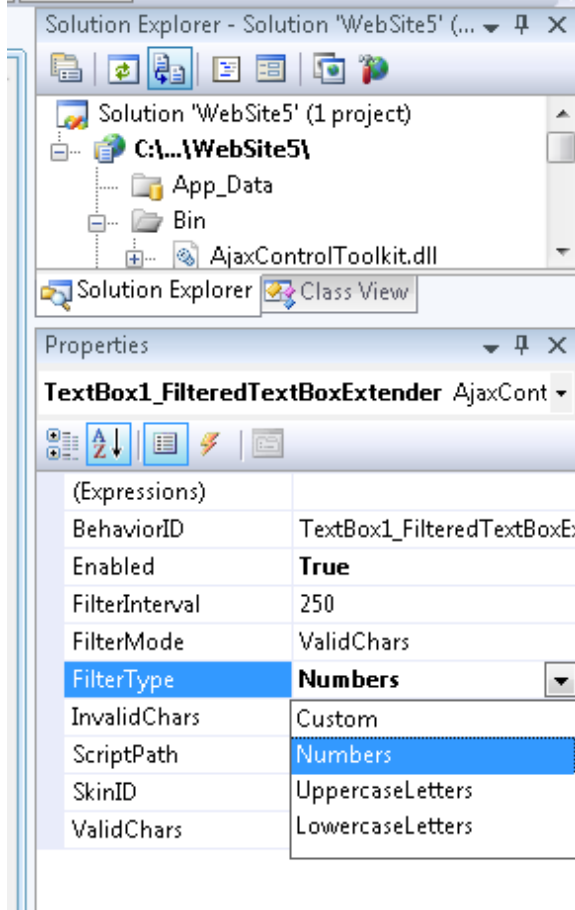 Solution Explorer - Solution 'WebSite5' (...
Solution 'WebSite5' (1 project)
C:\...\WebSite5\
App_Data
Bin
AjaxControlToolkit.dll
Solution Explorer Class View
Properties
TextBox1_FilteredTextBoxExtender AjaxCont
(Expressions)
BehaviorID TextBox1_FilteredTextBoxEx
Enabled True
FilterInterval 250
FilterMode ValidChars
FilterType Numbers
InvalidChars Custom
ScriptPath Numbers
SkinID UppercaseLetters
ValidChars LowercaseLetters